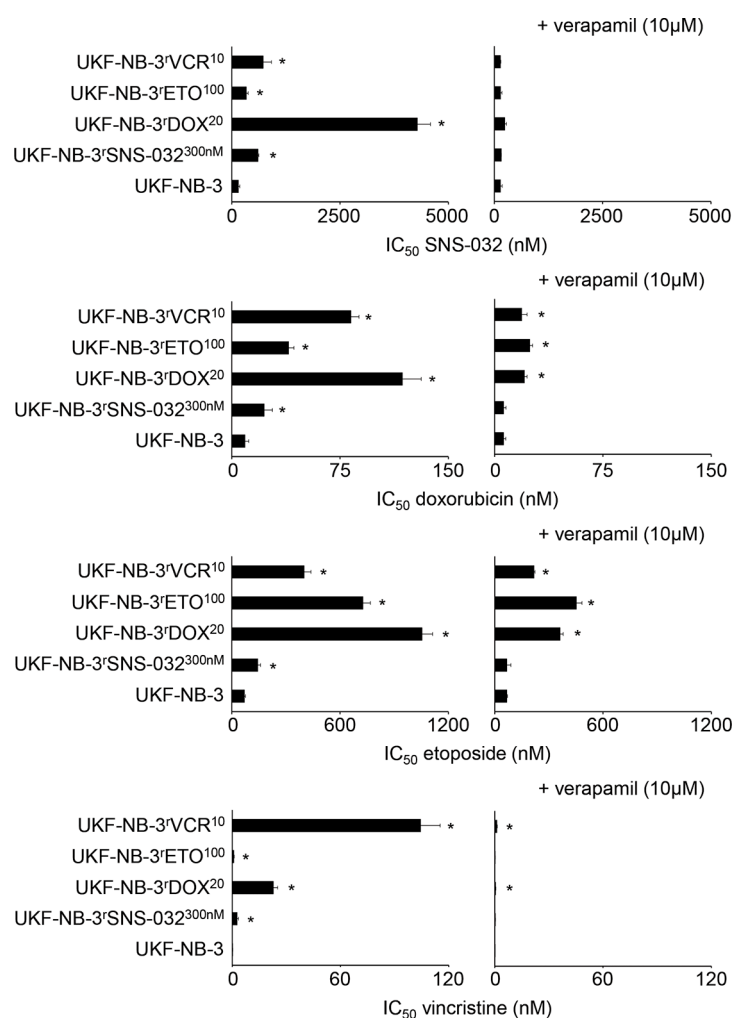 + verapamil (10µM)
UKF-NB-3ʳVCR¹⁰ *
UKF-NB-3ʳETO¹⁰⁰ *
UKF-NB-3ʳDOX²⁰ *
UKF-NB-3ʳSNS-032³⁰⁰ⁿᴹ *
UKF-NB-3
0 2500 5000 0 2500 5000
IC₅₀ SNS-032 (nM)
+ verapamil (10µM)
UKF-NB-3ʳVCR¹⁰ * *
UKF-NB-3ʳETO¹⁰⁰ * *
UKF-NB-3ʳDOX²⁰ * *
UKF-NB-3ʳSNS-032³⁰⁰ⁿᴹ *
UKF-NB-3
0 75 150 0 75 150
IC₅₀ doxorubicin (nM)
+ verapamil (10µM)
UKF-NB-3ʳVCR¹⁰ * *
UKF-NB-3ʳETO¹⁰⁰ * *
UKF-NB-3ʳDOX²⁰ * *
UKF-NB-3ʳSNS-032³⁰⁰ⁿᴹ *
UKF-NB-3
0 600 1200 0 600 1200
IC₅₀ etoposide (nM)
+ verapamil (10µM)
UKF-NB-3ʳVCR¹⁰ * *
UKF-NB-3ʳETO¹⁰⁰ *
UKF-NB-3ʳDOX²⁰ * *
UKF-NB-3ʳSNS-032³⁰⁰ⁿᴹ *
UKF-NB-3
0 60 120 0 60 120
IC₅₀ vincristine (nM)